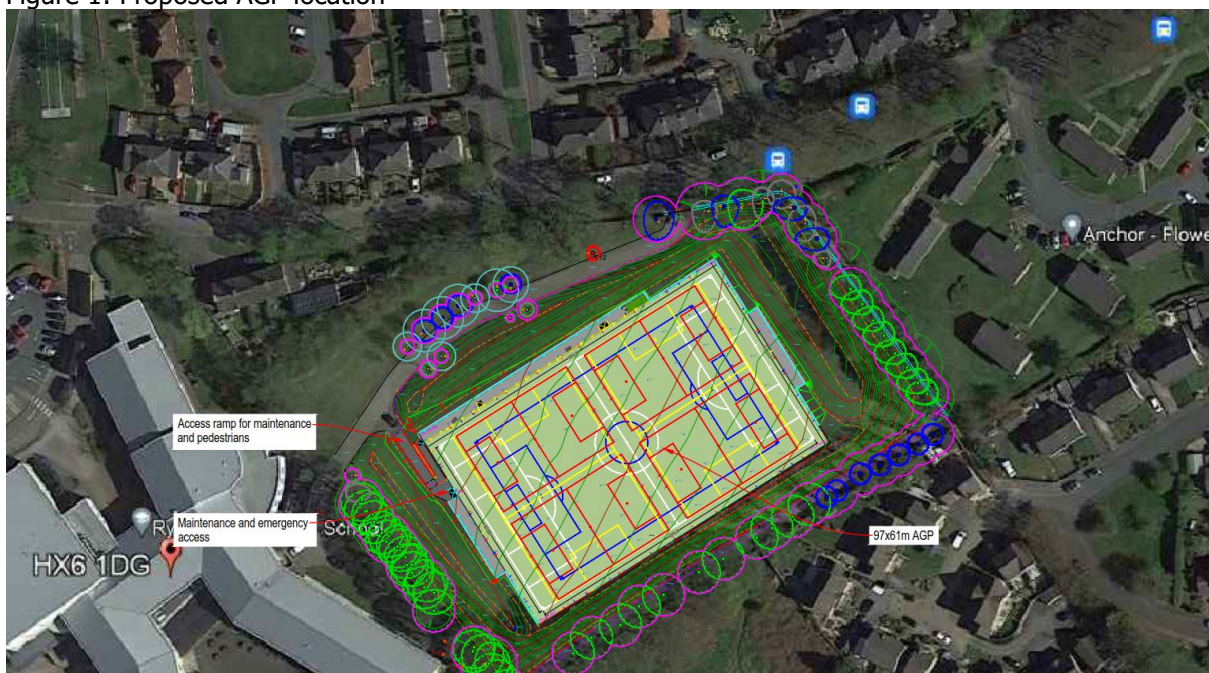 Figure 1: Proposed AGP location
Anchor - Flowe
Access ramp for maintenance
and pedestrians
Maintenance and emergency
access
School
HX6 1DG
97x61m AGP